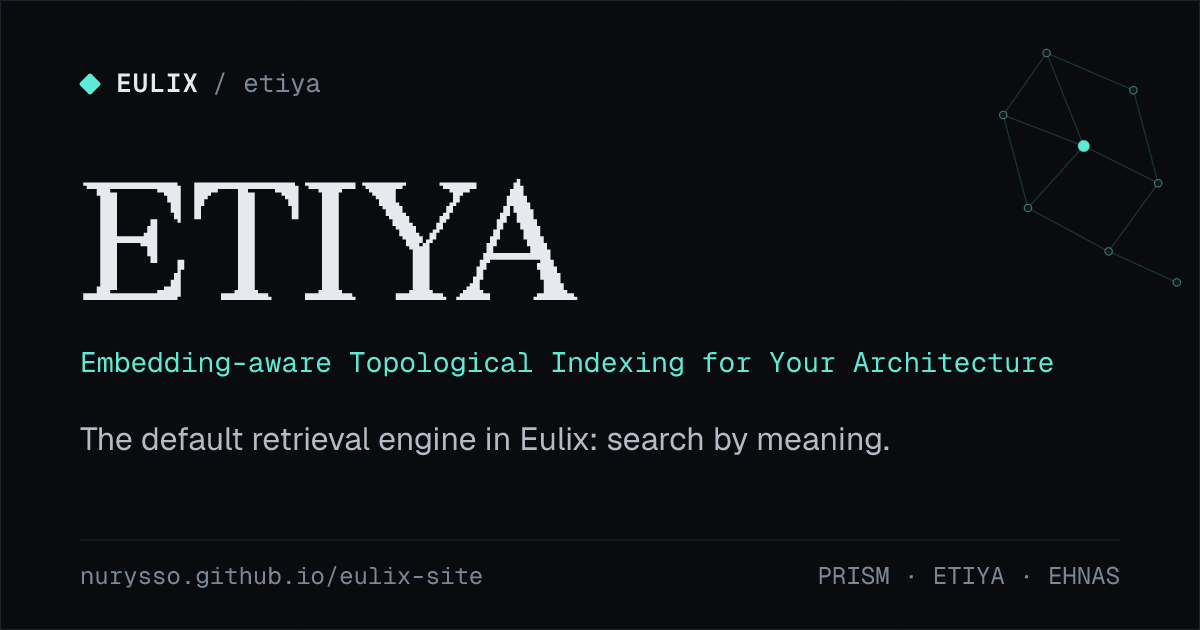 EULIX / etiya
ETIYA
Embedding-aware Topological Indexing for Your Architecture
The default retrieval engine in Eulix: search by meaning.
nurysso.github.io/eulix-site
PRISM · ETIYA · EHNAS